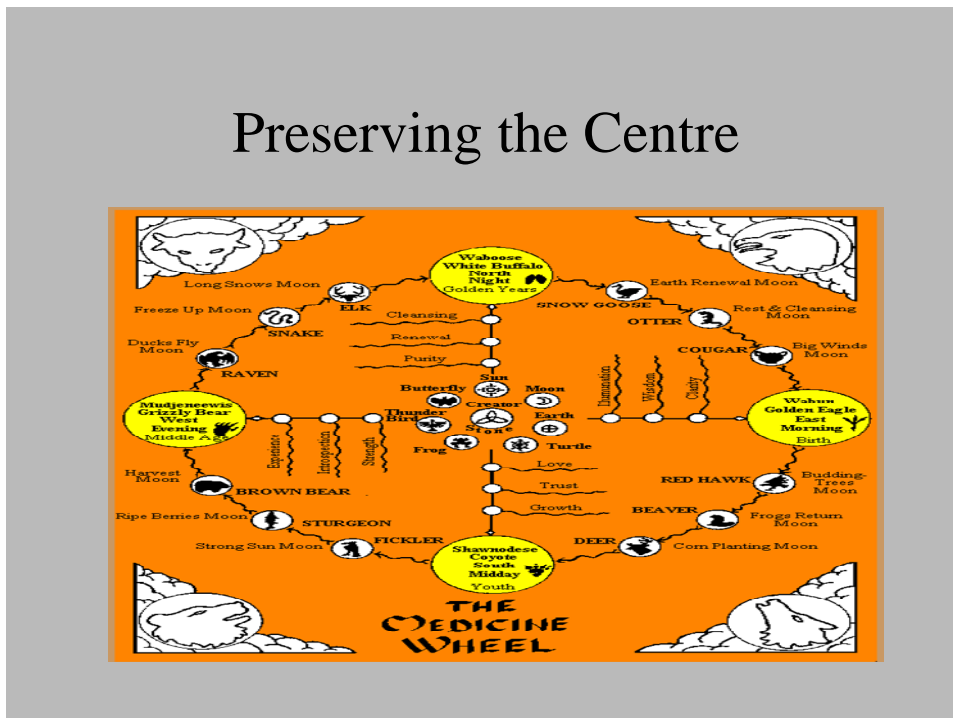 Preserving the Centre
Waboose
White Buffalo
North
Night
Golden Years
Long Snows Moon
ELK
Freeze Up Moon
SNAKE
Ducks Fly
Moon
RAVEN
Earth Renewal Moon
SNOW GOOSE
Rest & Cleansing
Moon
OTTER
Big Winds
Moon
COUGAR
Cleansing
Renewal
Purity
Sun
Butterfly
Moon
Creator
Thunder
Bird
Earth
Stone
Frog
Turtle
Illumunation
Wisdom
Clarity
Mudjeneewis
Grizzly Bear
West
Evening
Middle Age
Experience
Introspection
Strength
Wabun
Golden Eagle
East
Morning
Birth
Love
Trust
Growth
Harvest
Moon
BROWN BEAR
Ripe Berries Moon
STURGEON
Strong Sun Moon
FICKLER
RED HAWK
Budding-
Trees
Moon
BEAVER
Frogs Return
Moon
DEER
Corn Planting Moon
Shawnodese
Coyote
South
Midday
Youth
THE
MEDICINE
WHEEL